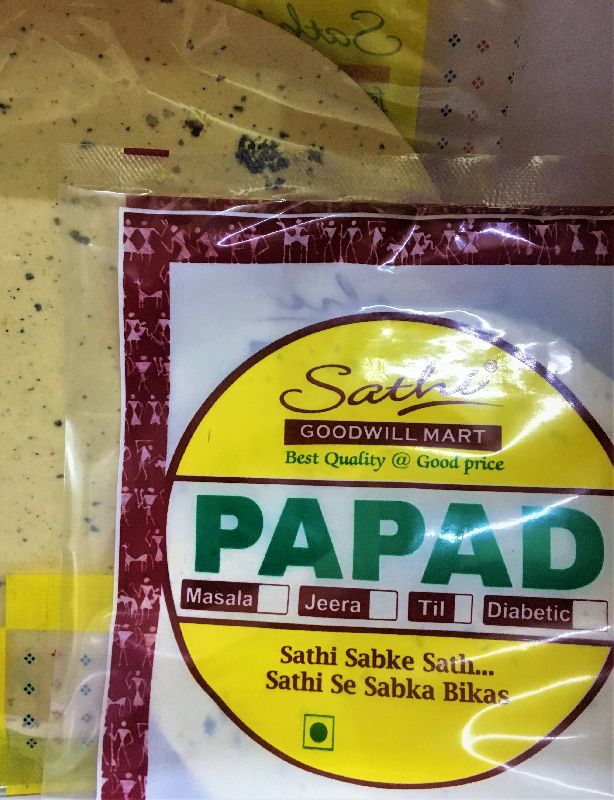 Sathi
Sathi®
GOODWILL MART
Best Quality @ Good price
PAPAD
Masala Jeera Til Diabetic
Sathi Sabke Sath...
Sathi Se Sabka Bikas